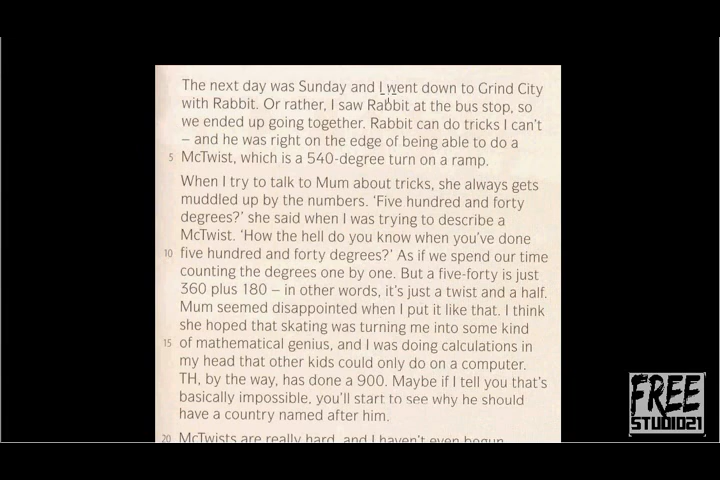 The next day was Sunday and I went down to Grind City
with Rabbit. Or rather, I saw Rabbit at the bus stop, so
we ended up going together. Rabbit can do tricks I can't
– and he was right on the edge of being able to do a
5 McTwist, which is a 540-degree turn on a ramp.
When I try to talk to Mum about tricks, she always gets
muddled up by the numbers. 'Five hundred and forty
degrees?' she said when I was trying to describe a
McTwist. 'How the hell do you know when you've done
10 five hundred and forty degrees?' As if we spend our time
counting the degrees one by one. But a five-forty is just
360 plus 180 – in other words, it's just a twist and a half.
Mum seemed disappointed when I put it like that. I think
she hoped that skating was turning me into some kind
15 of mathematical genius, and I was doing calculations in
my head that other kids could only do on a computer.
TH, by the way, has done a 900. Maybe if I tell you that's
basically impossible, you'll start to see why he should
have a country named after him.
20 McTwists are really hard, and I haven't even begun
FREE
STUDIO21